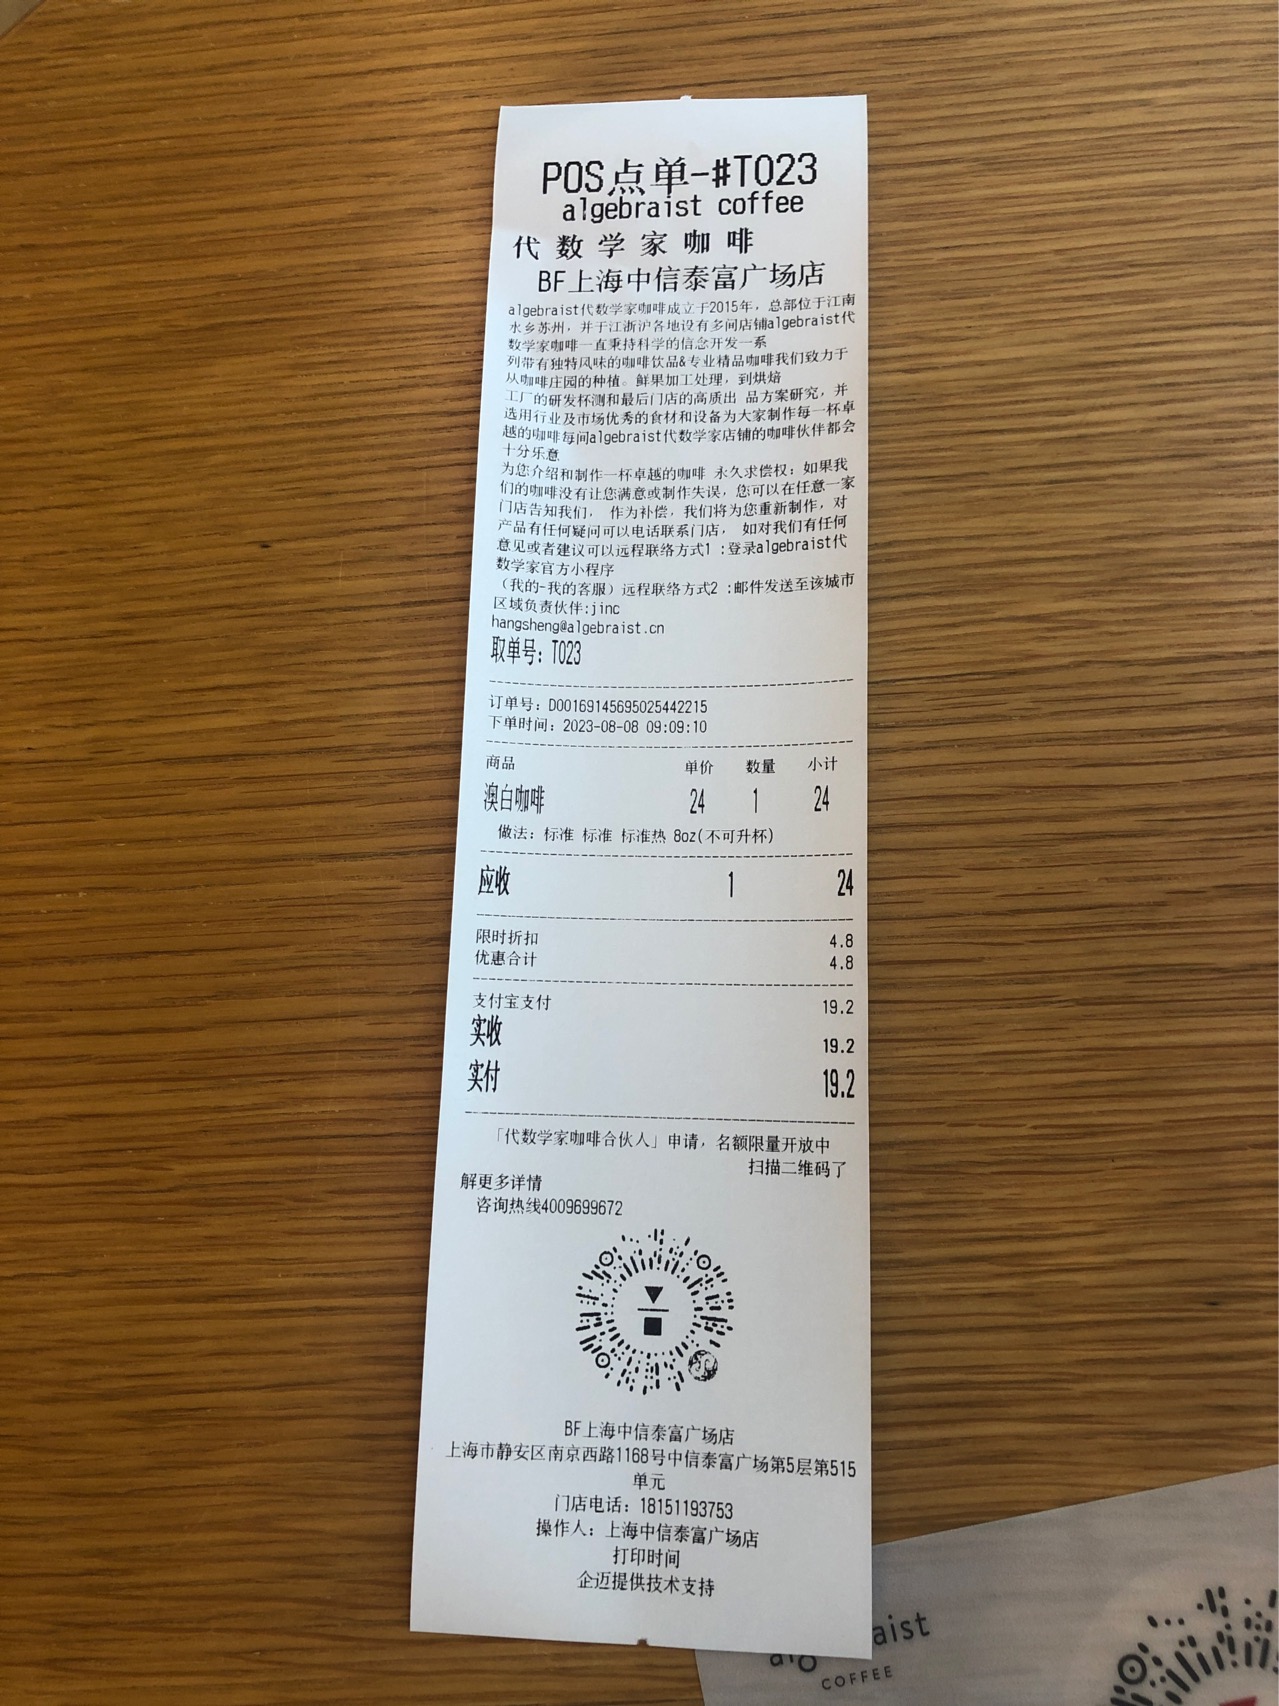 POS点单-#T023
algebraist coffee
代数学家咖啡
BF上海中信泰富广场店
algebraist代数学家咖啡成立于2015年，总部位于江南
水乡苏州，并于江浙沪各地设有多间店铺algebraist代
数学家咖啡一直秉持科学的信念开发一系
列带有独特风味的咖啡饮品&专业精品咖啡我们致力于
从咖啡庄园的种植。鲜果加工处理，到烘焙
工厂的研发杯测和最后门店的高质出 品方案研究，并
选用行业及市场优秀的食材和设备为大家制作每一杯卓
越的咖啡每间algebraist代数学家店铺的咖啡伙伴都会
十分乐意
为您介绍和制作一杯卓越的咖啡 永久求偿权：如果我
们的咖啡没有让您满意或制作失误，您可以在任意一家
门店告知我们， 作为补偿，我们将为您重新制作，对
产品有任何疑问可以电话联系门店， 如对我们有任何
意见或者建议可以远程联络方式1 :登录algebraist代
数学家官方小程序
（我的-我的客服）远程联络方式2 :邮件发送至该城市
区域负责伙伴:jinc
hangsheng@algebraist.cn
取单号：T023
订单号：D00169145695025442215
下单时间：2023-08-08 09:09:10
商品 单价 数量 小计
澳白咖啡 24 1 24
做法：标准 标准 标准热 8oz(不可升杯)
应收 1 24
限时折扣 4.8
优惠合计 4.8
支付宝支付 19.2
实收 19.2
实付 19.2
「代数学家咖啡合伙人」申请，名额限量开放中
扫描二维码了
解更多详情
咨询热线4009699672
BF上海中信泰富广场店
上海市静安区南京西路1168号中信泰富广场第5层第515
单元
门店电话：18151193753
操作人：上海中信泰富广场店
打印时间
企迈提供技术支持
COFFEE